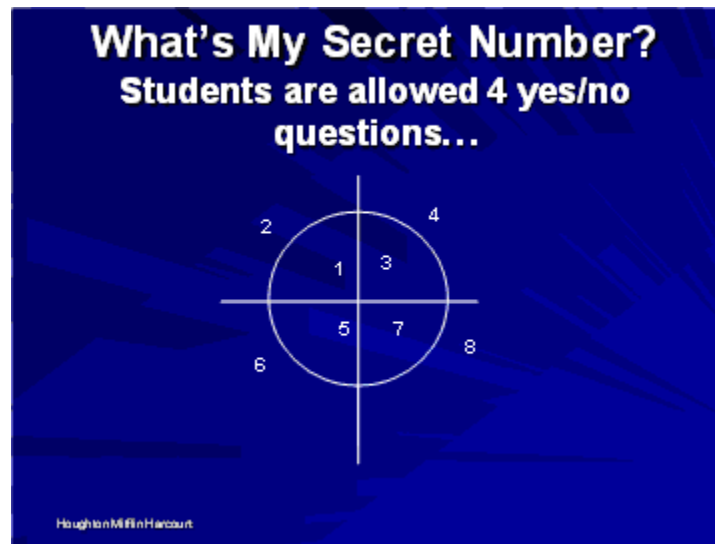 What's My Secret Number?
Students are allowed 4 yes/no
questions...
2
4
1
3
5
7
8
6
Houghton Mifflin Harcourt